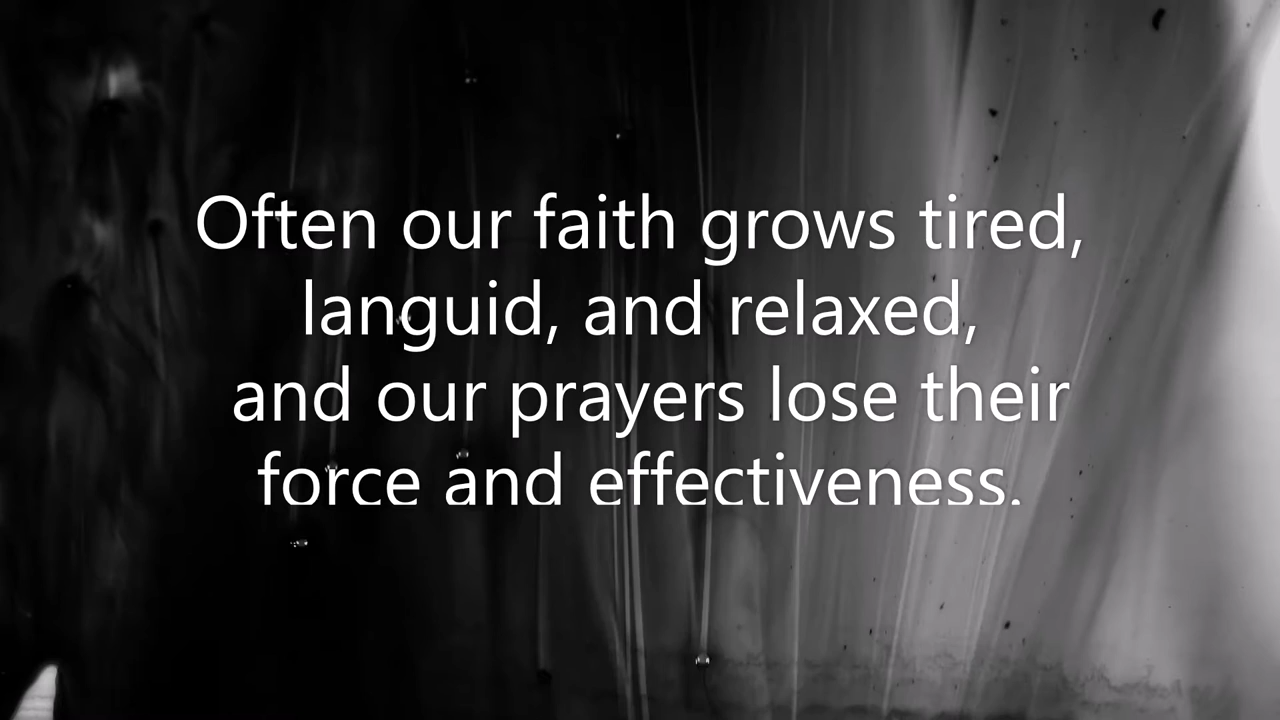 Often our faith grows tired,
languid, and relaxed,
and our prayers lose their
force and effectiveness.